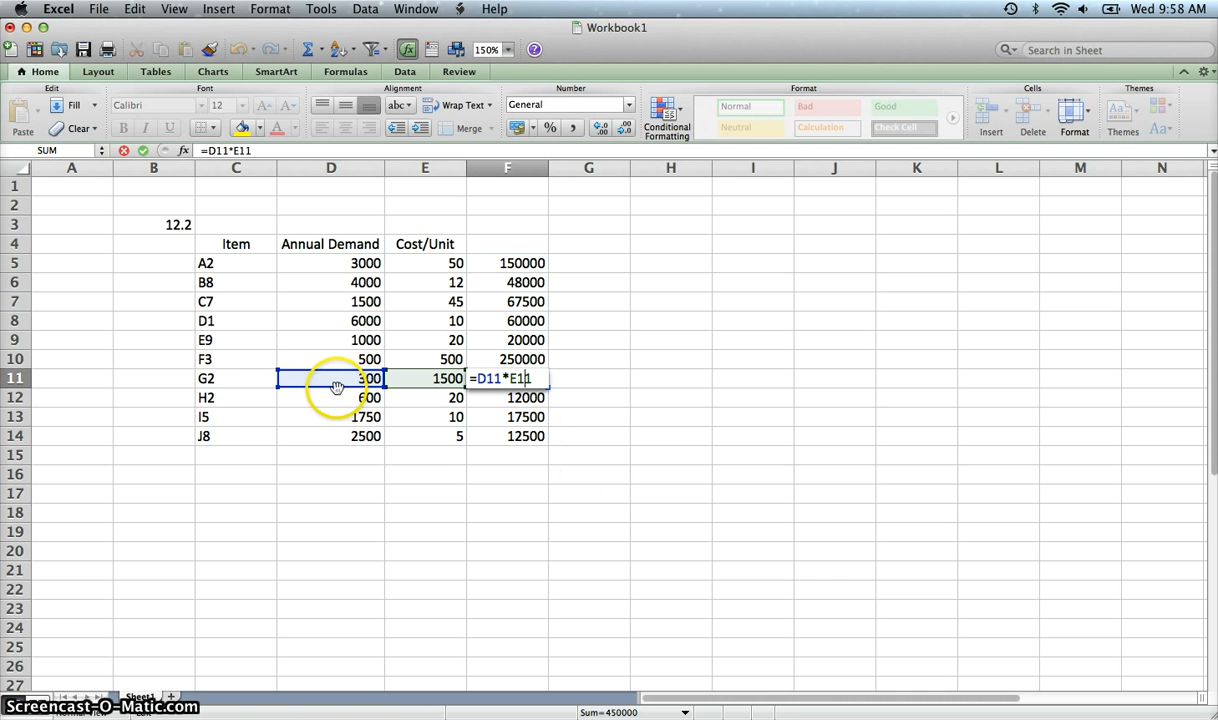 Excel File Edit View Insert Format Tools Data Window Help Wed 9:58 AM
Workbook1
150% Search in Sheet
Home Layout Tables Charts SmartArt Formulas Data Review
Edit Font Alignment Number Format Cells Themes
Paste Fill Calibri 12 abc Wrap Text General Conditional Formatting Normal Bad Good Insert Delete Format Themes Aa
Clear B I U A Merge % Neutral Calculation Check Cell
SUM fx =D11*E11
A B C D E F G H I J K L M N
1
2
3 12.2
4 Item Annual Demand Cost/Unit
5 A2 3000 50 150000
6 B8 4000 12 48000
7 C7 1500 45 67500
8 D1 6000 10 60000
9 E9 1000 20 20000
10 F3 500 500 250000
11 G2 300 1500 =D11*E11
12 H2 600 20 12000
13 I5 1750 10 17500
14 J8 2500 5 12500
15
16
17
18
19
20
21
22
23
24
25
26
27
Sheet1
Screencast-O-Matic.com Sum=450000